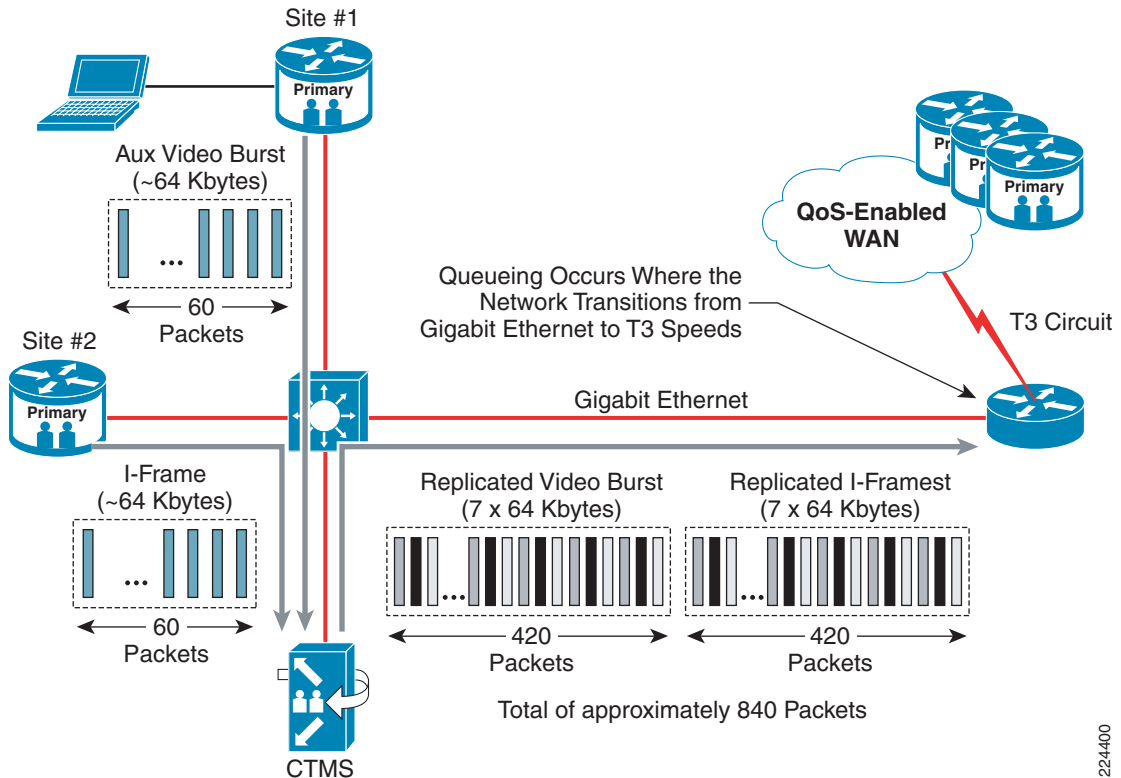 Site #1
Primary
Aux Video Burst
(~64 Kbytes)
...
60
Packets
Pr
Pr
Primary
QoS-Enabled
WAN
Queueing Occurs Where the
Network Transitions from
Gigabit Ethernet to T3 Speeds
T3 Circuit
Site #2
Primary
Gigabit Ethernet
I-Frame
(~64 Kbytes)
...
60
Packets
Replicated Video Burst
(7 x 64 Kbytes)
...
420
Packets
Replicated I-Framest
(7 x 64 Kbytes)
...
420
Packets
Total of approximately 840 Packets
CTMS
224400